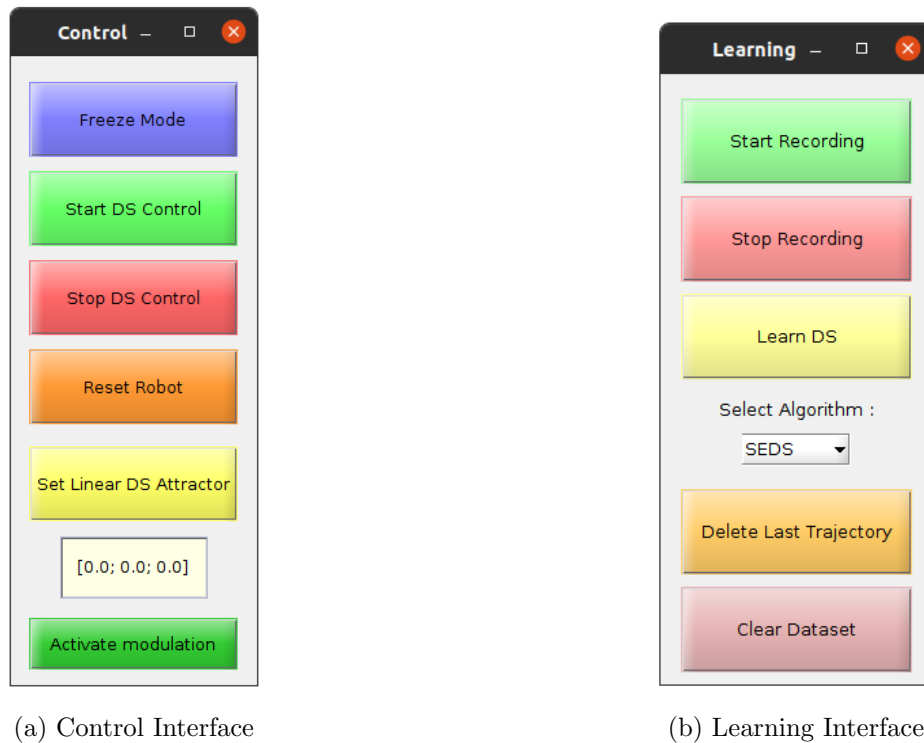 Control
Freeze Mode
Start DS Control
Stop DS Control
Reset Robot
Set Linear DS Attractor
[0.0; 0.0; 0.0]
Activate modulation
(a) Control Interface
Learning
Start Recording
Stop Recording
Learn DS
Select Algorithm :
SEDS
Delete Last Trajectory
Clear Dataset
(b) Learning Interface